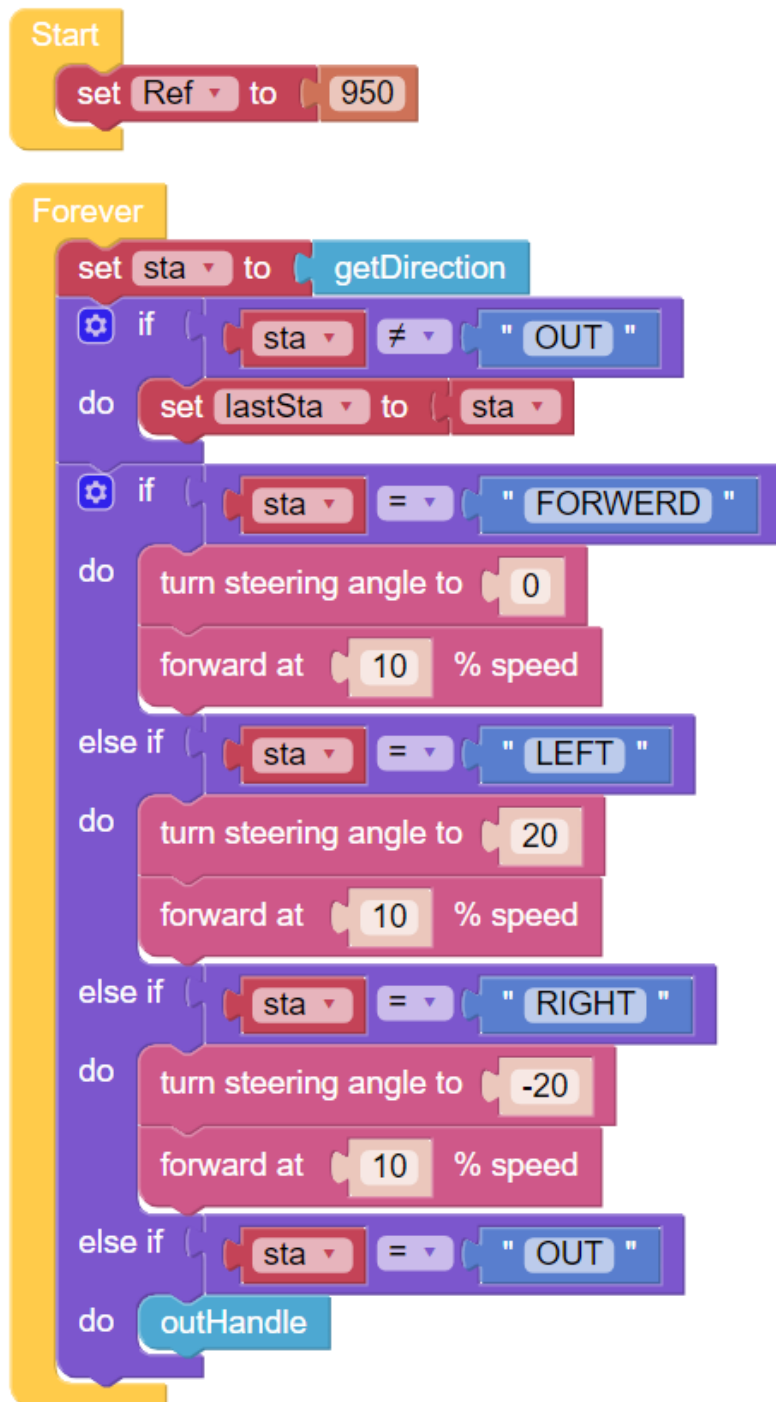 Start
set Ref to 950
Forever
set sta to getDirection
if sta ≠ " OUT "
do set lastSta to sta
if sta = " FORWERD "
do turn steering angle to 0
forward at 10 % speed
else if sta = " LEFT "
do turn steering angle to 20
forward at 10 % speed
else if sta = " RIGHT "
do turn steering angle to -20
forward at 10 % speed
else if sta = " OUT "
do outHandle